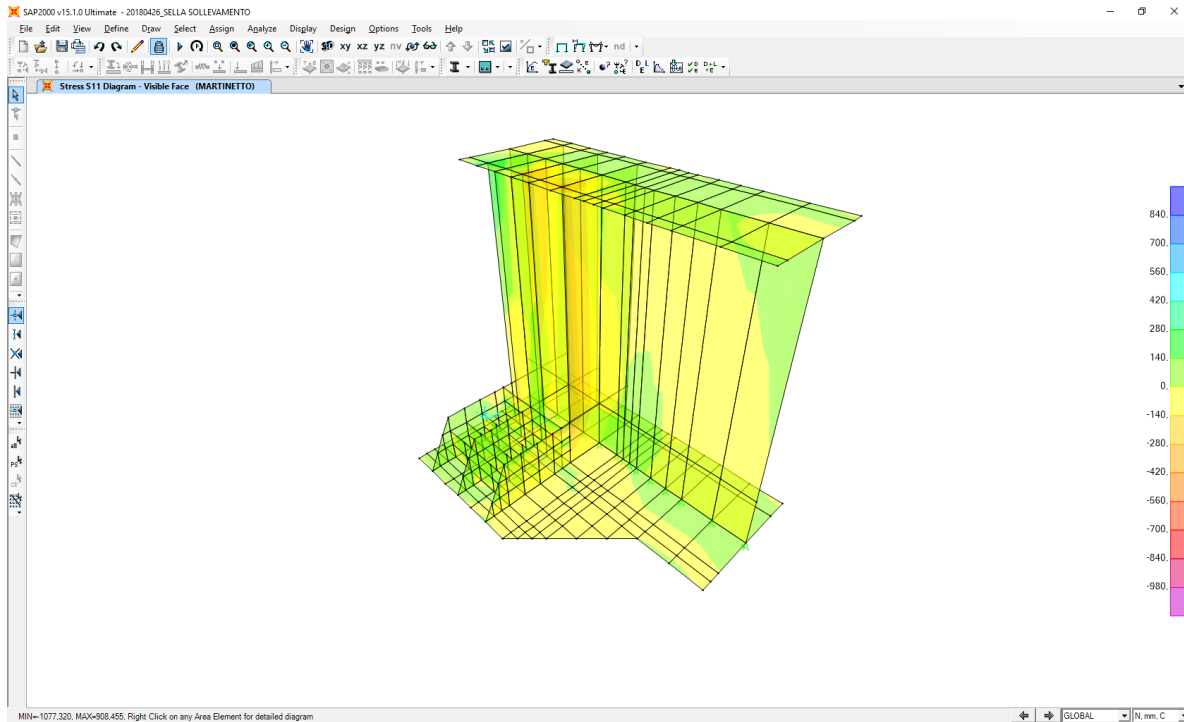 SAP2000 v15.1.0 Ultimate - 20180426_SELLA SOLLEVAMENTO
File Edit View Define Draw Select Assign Analyze Display Design Options Tools Help
xy xz yz nv nd
Stress S11 Diagram - Visible Face (MARTINETTO)
840,
700,
560,
420,
280,
140,
0,
-140,
-280,
-420,
-560,
-700,
-840,
-980,
MIN=-1077,320, MAX=908,455, Right Click on any Area Element for detailed diagram
GLOBAL
N, mm, C